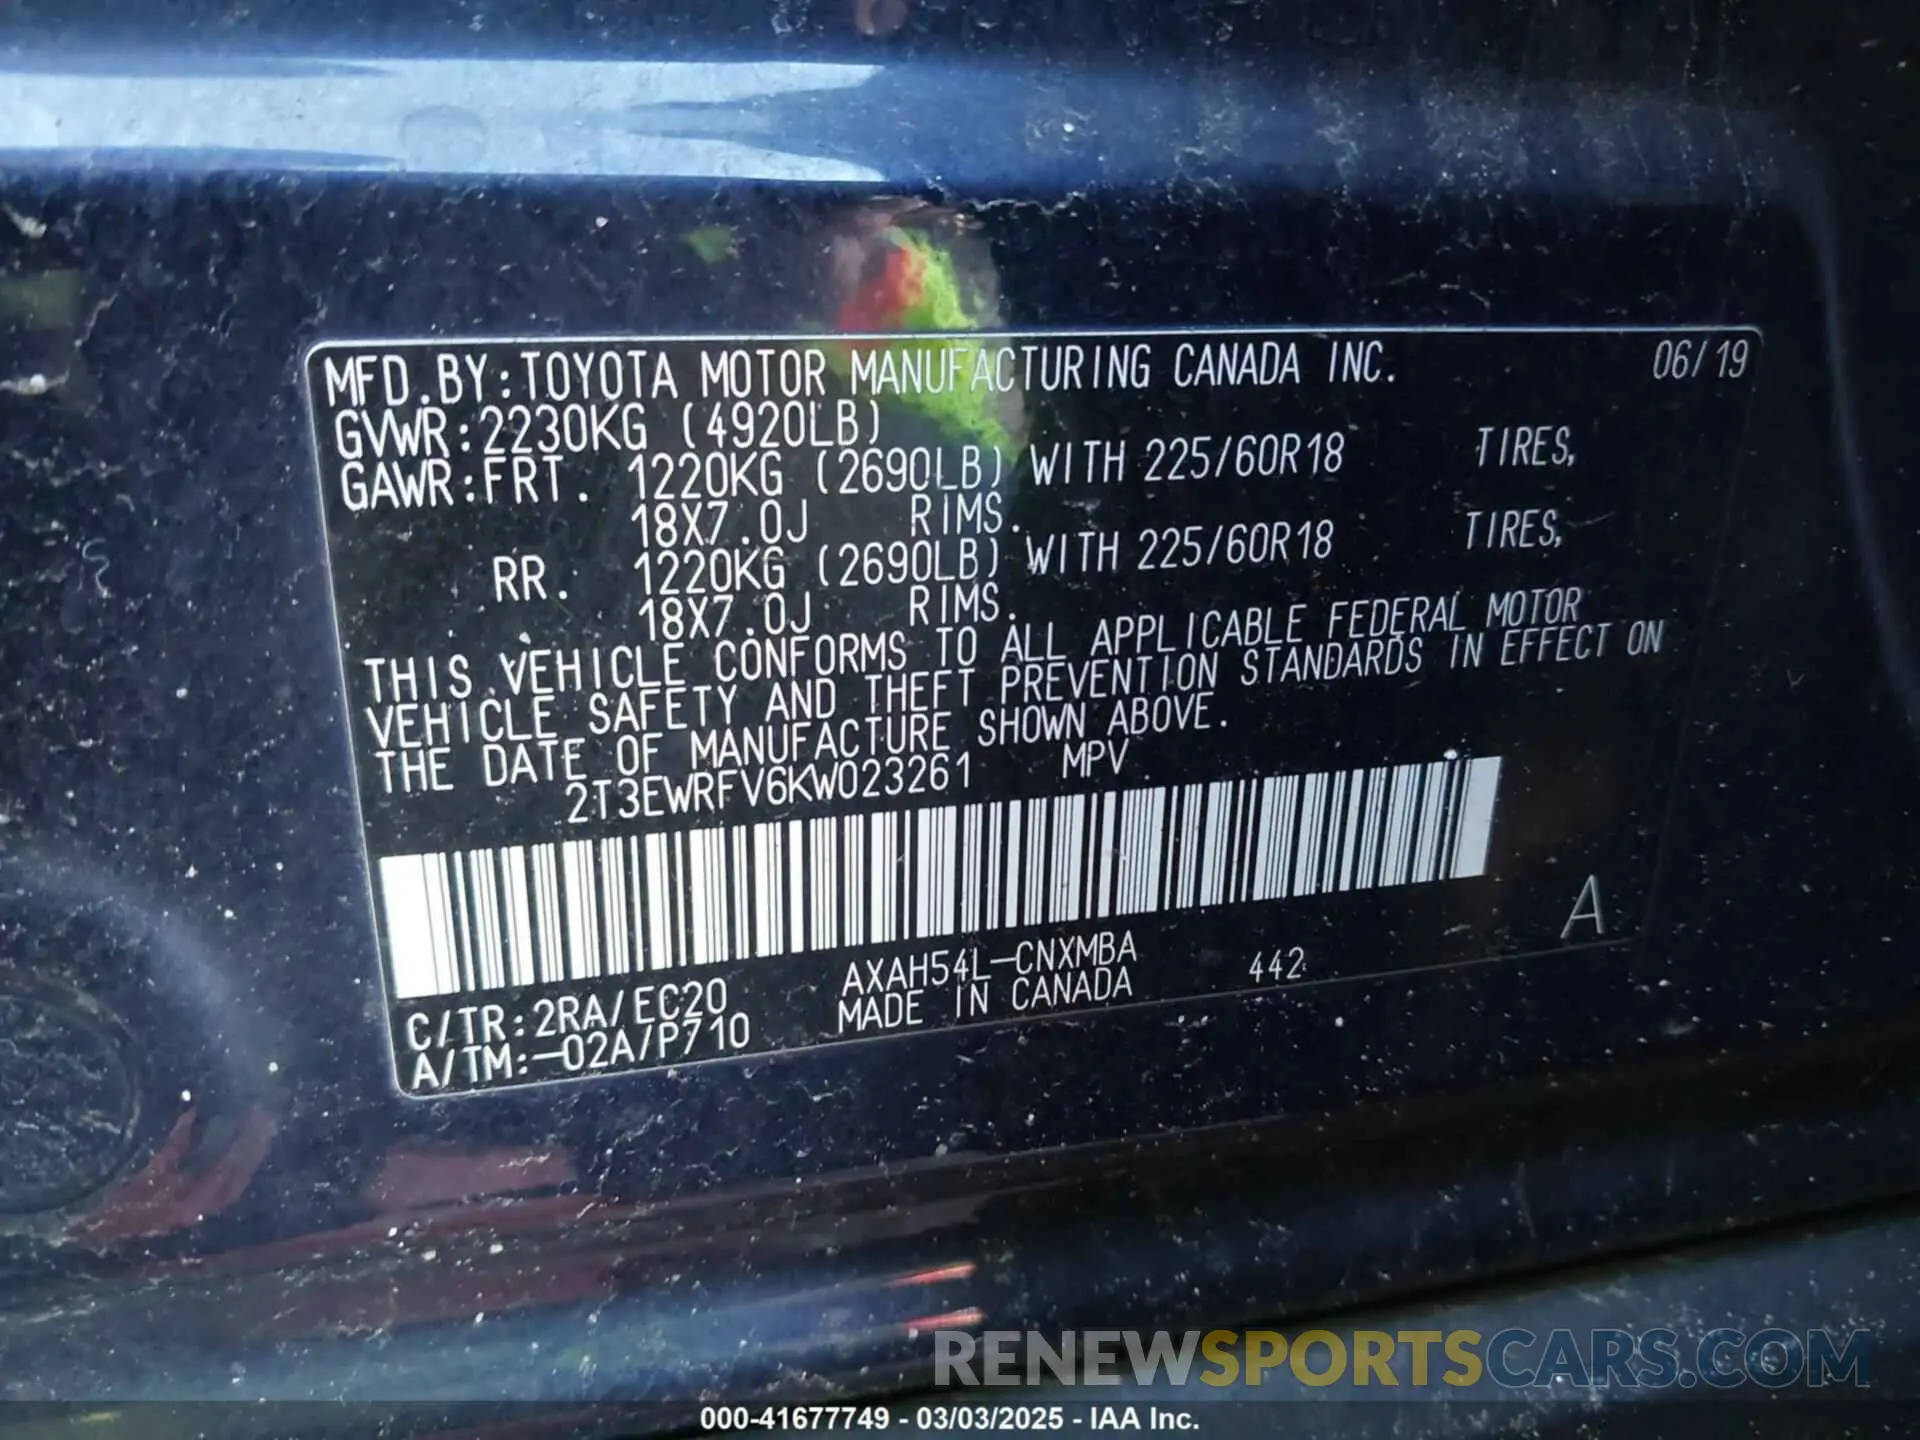 MFD.BY:TOYOTA MOTOR MANUFACTURING CANADA INC. 06/19
GVWR:2230KG (4920LB)
GAWR:FRT. 1220KG (2690LB) WITH 225/60R18 TIRES,
18X7.0J RIMS.
RR. 1220KG (2690LB) WITH 225/60R18 TIRES,
18X7.0J RIMS.
THIS VEHICLE CONFORMS TO ALL APPLICABLE FEDERAL MOTOR
VEHICLE SAFETY AND THEFT PREVENTION STANDARDS IN EFFECT ON
THE DATE OF MANUFACTURE SHOWN ABOVE.
2T3EWRFV6KW023261 MPV
A
C/TR:2RA/EC20 AXAH54L-CNXMBA 442
A/TM:-02A/P710 MADE IN CANADA
RENEWSPORTSCARS.COM
000-41677749 - 03/03/2025 - IAA Inc.